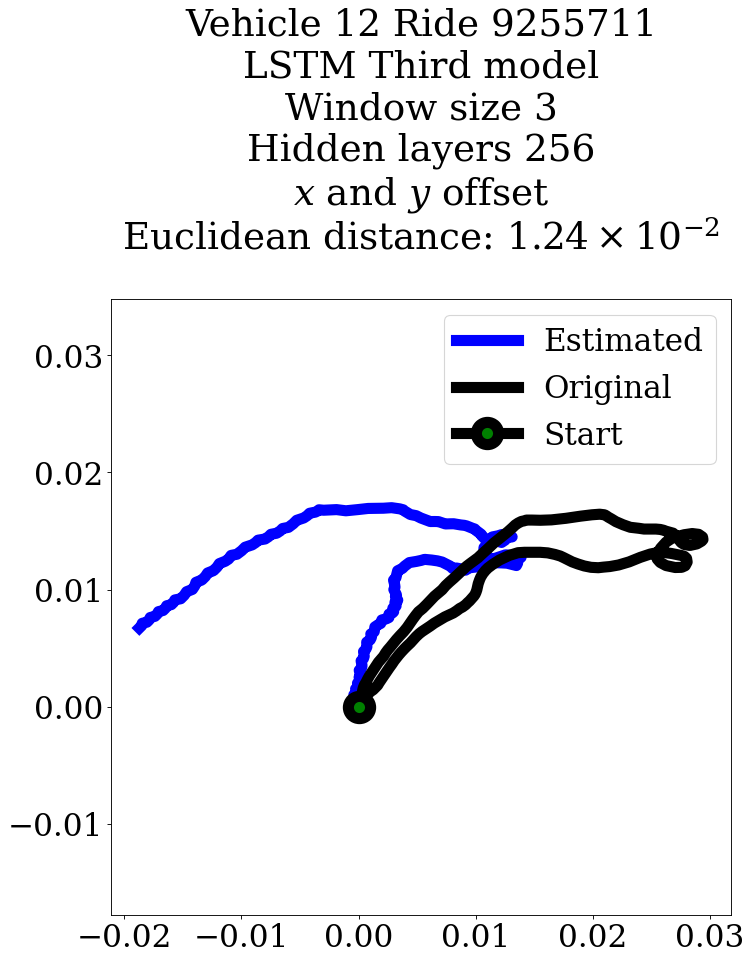 Vehicle 12 Ride 9255711
LSTM Third model
Window size 3
Hidden layers 256
x and y offset
Euclidean distance: 1.24 × 10⁻²
Estimated
Original
Start
0.03
0.02
0.01
0.00
−0.01
−0.02 −0.01 0.00 0.01 0.02 0.03